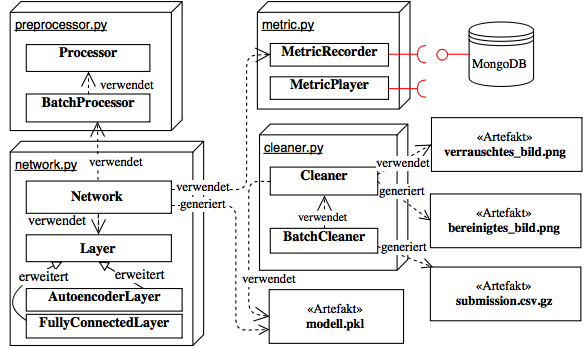 preprocessor.py
Processor
verwendet
BatchProcessor
metric.py
MetricRecorder
MetricPlayer
MongoDB
verwendet
network.py
Network
verwendet
generiert
verwendet
Layer
erweitert
erweitert
AutoencoderLayer
FullyConnectedLayer
cleaner.py
Cleaner
verwendet
BatchCleaner
verwendet
generiert
generiert
verwendet
«Artefakt»
verrauschtes_bild.png
«Artefakt»
bereinigtes_bild.png
«Artefakt»
submission.csv.gz
«Artefakt»
modell.pkl